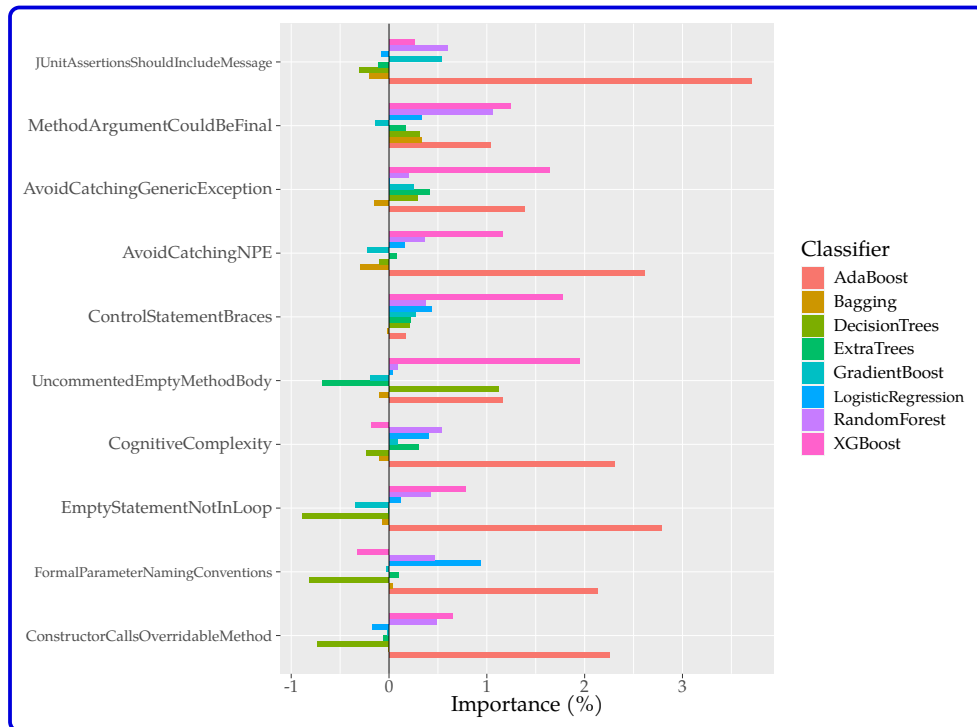 JUnitAssertionsShouldIncludeMessage
MethodArgumentCouldBeFinal
AvoidCatchingGenericException
AvoidCatchingNPE
ControlStatementBraces
UncommentedEmptyMethodBody
CognitiveComplexity
EmptyStatementNotInLoop
FormalParameterNamingConventions
ConstructorCallsOverridableMethod
-1 0 1 2 3
Importance (%)
Classifier
AdaBoost
Bagging
DecisionTrees
ExtraTrees
GradientBoost
LogisticRegression
RandomForest
XGBoost